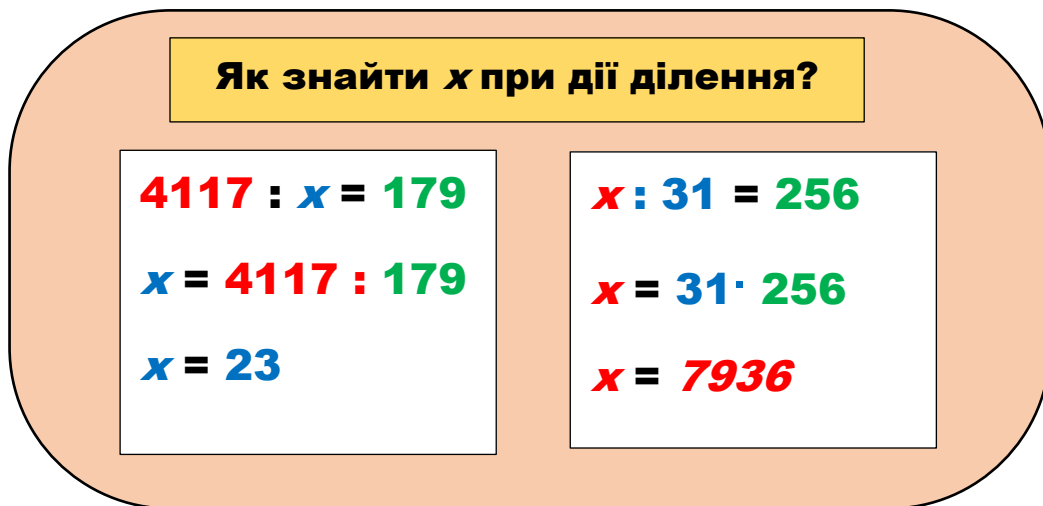 Як знайти x при дії ділення?
4117 : x = 179
x = 4117 : 179
x = 23
x : 31 = 256
x = 31· 256
x = 7936